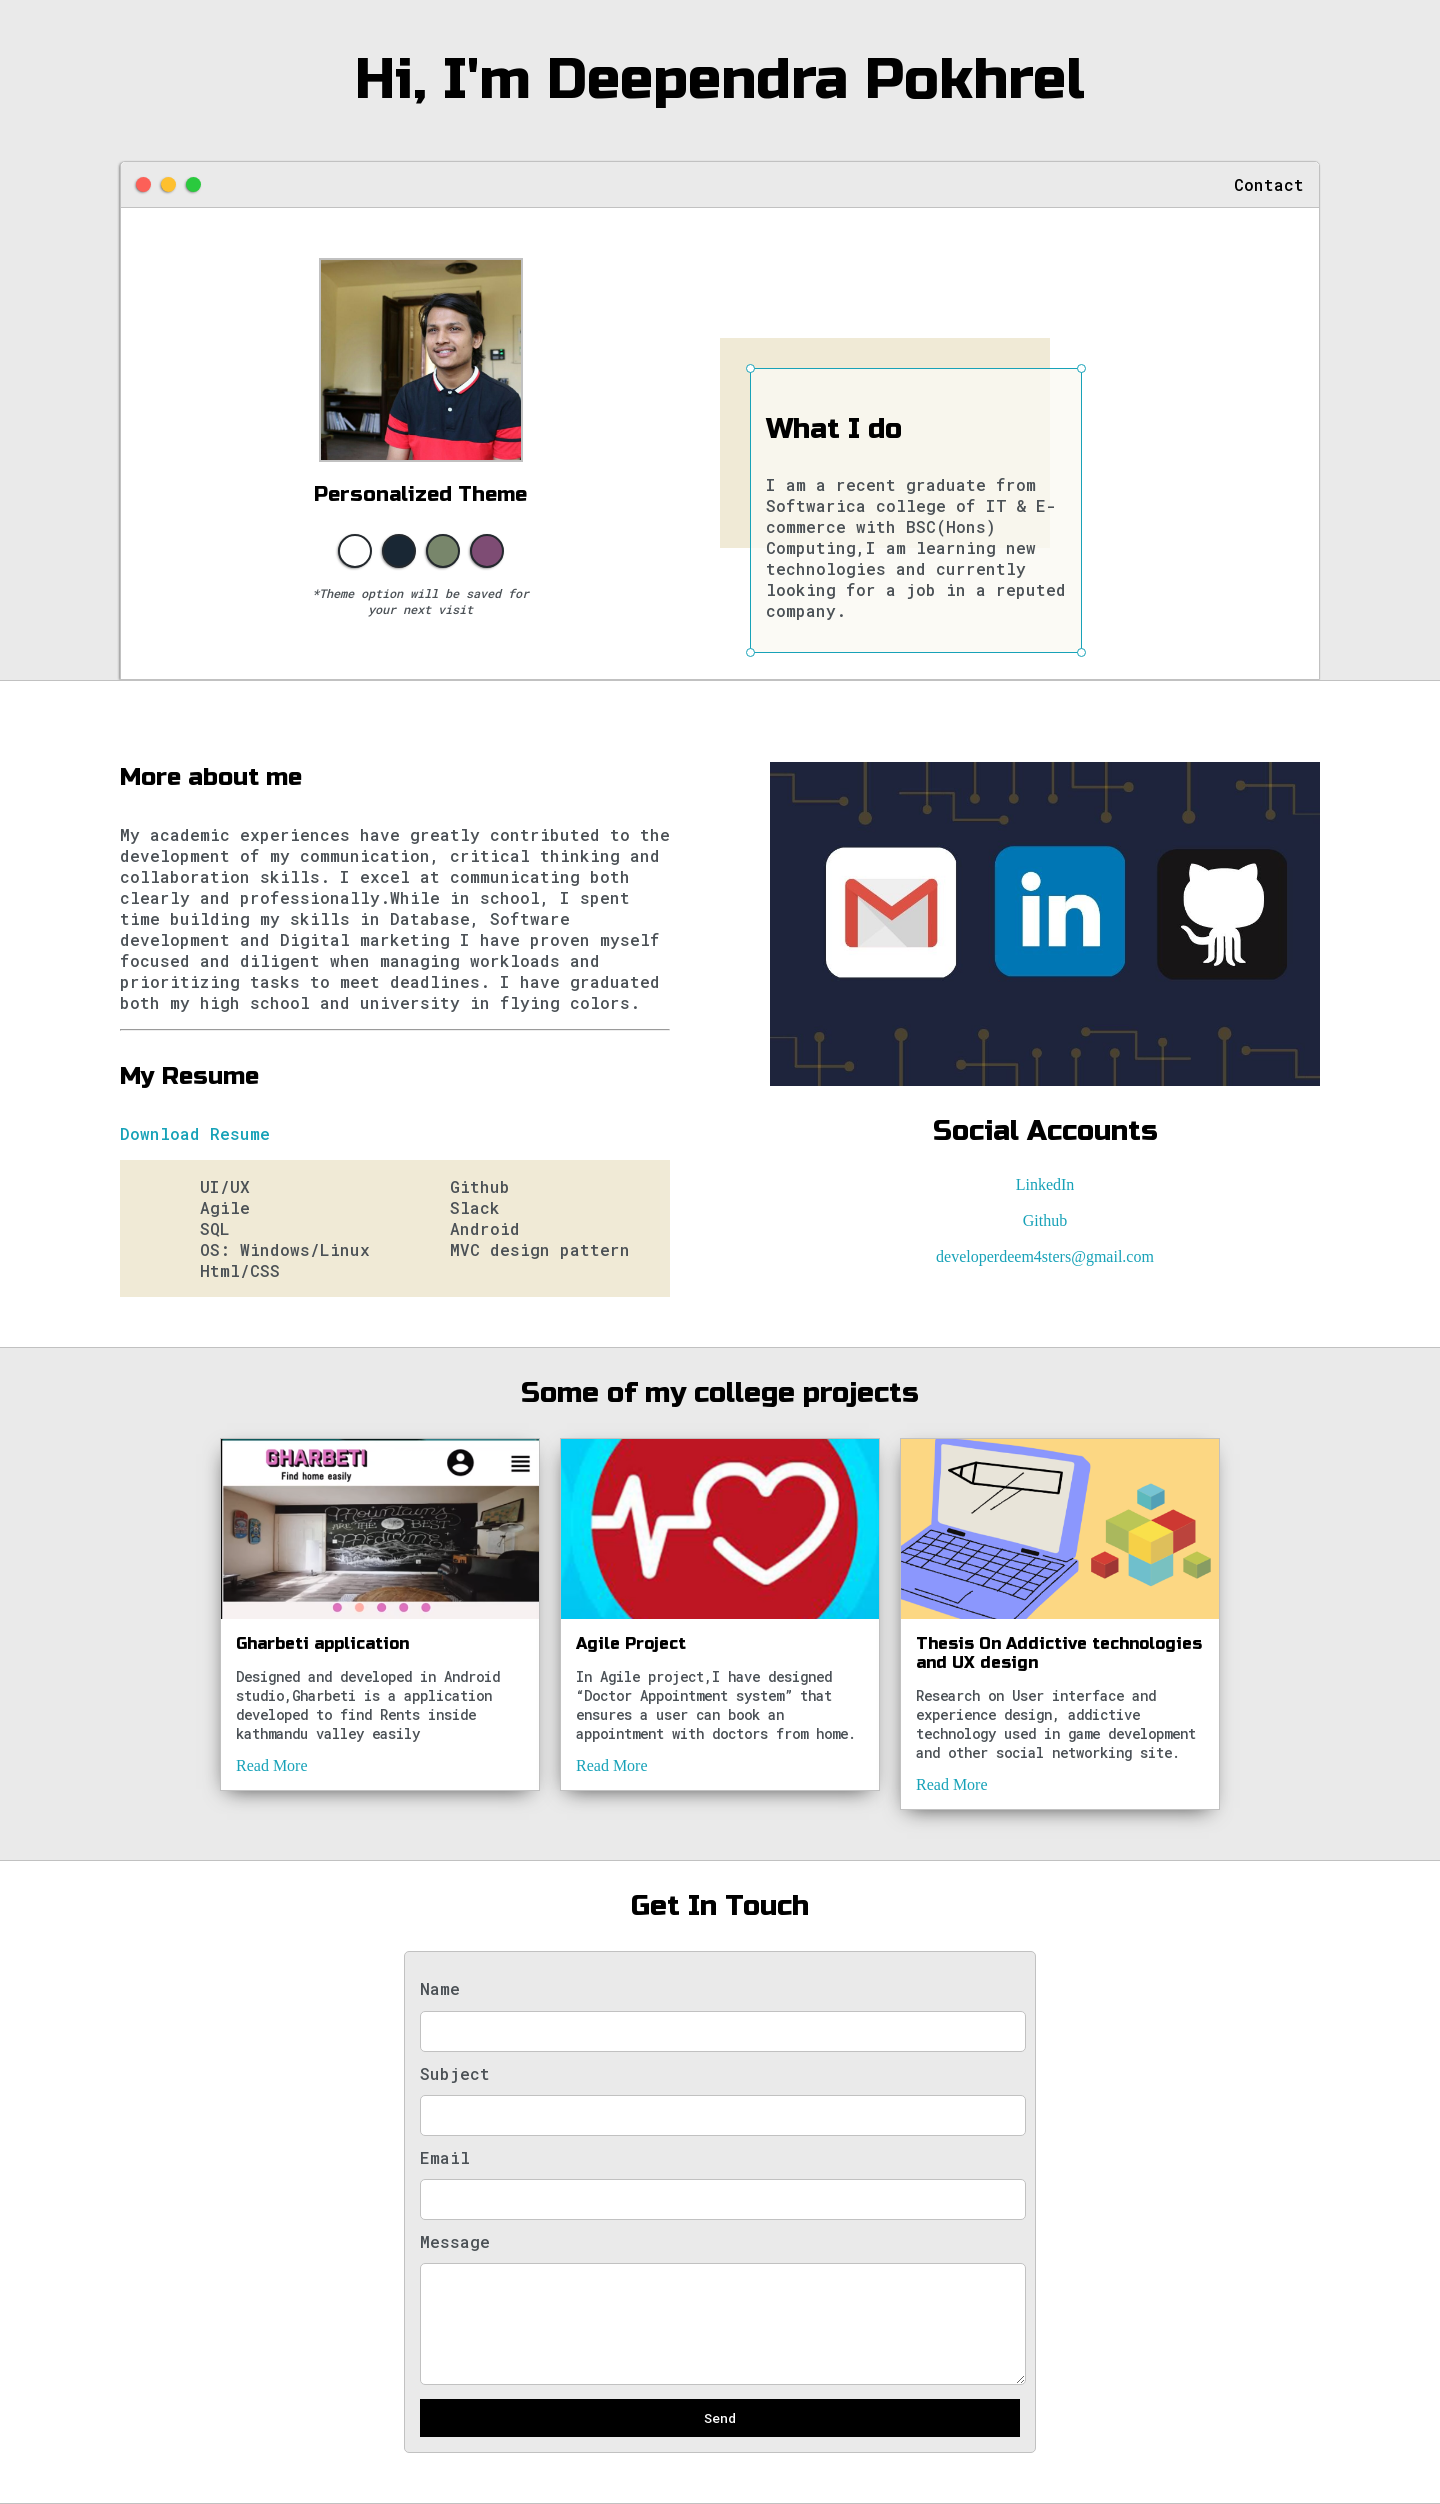 Hi, I'm Deependra Pokhrel
Contact
Personalized Theme
*Theme option will be saved for
your next visit
What I do
I am a recent graduate from
Softwarica college of IT & E-
commerce with BSC(Hons)
Computing,I am learning new
technologies and currently
looking for a job in a reputed
company.
More about me
My academic experiences have greatly contributed to the
development of my communication, critical thinking and
collaboration skills. I excel at communicating both
clearly and professionally.While in school, I spent
time building my skills in Database, Software
development and Digital marketing I have proven myself
focused and diligent when managing workloads and
prioritizing tasks to meet deadlines. I have graduated
both my high school and university in flying colors.
My Resume
Download Resume
UI/UX
Agile
SQL
OS: Windows/Linux
Html/CSS
Github
Slack
Android
MVC design pattern
in
Social Accounts
LinkedIn
Github
developerdeem4sters@gmail.com
Some of my college projects
GHARBETI
Find home easily
Mountains
ARE THE BEST
Medicine
Gharbeti application
Designed and developed in Android
studio,Gharbeti is a application
developed to find Rents inside
kathmandu valley easily
Read More
Agile Project
In Agile project,I have designed
“Doctor Appointment system” that
ensures a user can book an
appointment with doctors from home.
Read More
Thesis On Addictive technologies
and UX design
Research on User interface and
experience design, addictive
technology used in game development
and other social networking site.
Read More
Get In Touch
Name
Subject
Email
Message
Send